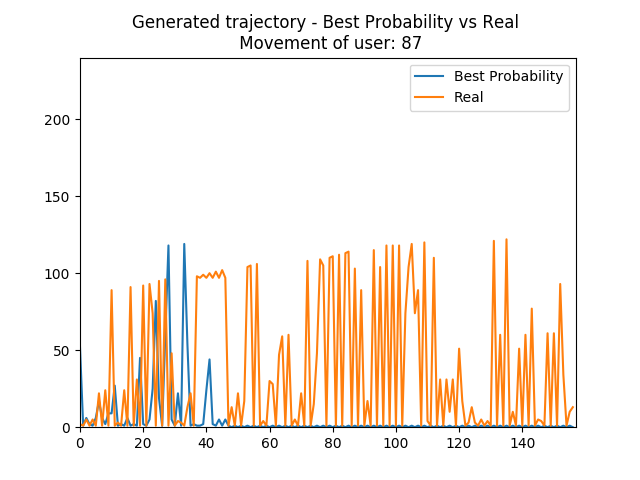 Generated trajectory - Best Probability vs Real
Movement of user: 87
Best Probability
Real
200
150
100
50
0
0 20 40 60 80 100 120 140